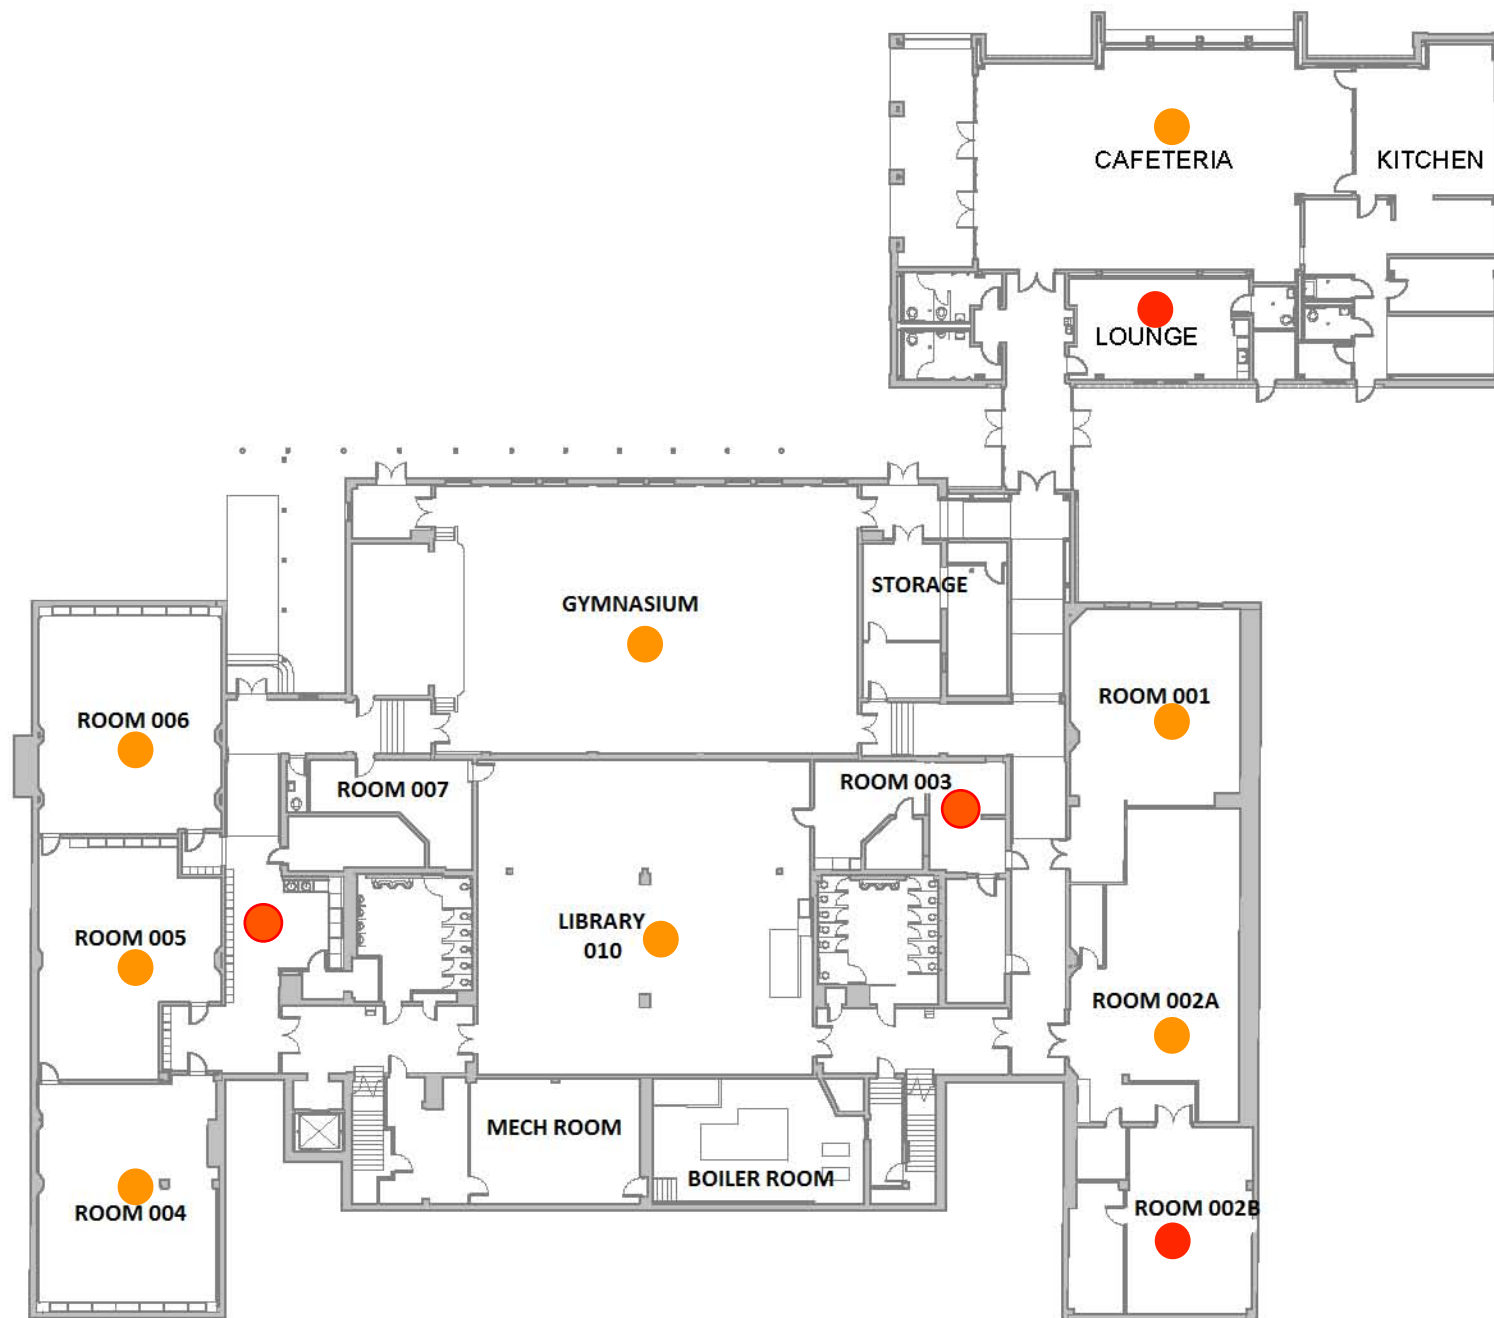 CAFETERIA
KITCHEN
LOUNGE
STORAGE
GYMNASIUM
ROOM 001
ROOM 006
ROOM 003
ROOM 007
LIBRARY
010
ROOM 005
ROOM 002A
MECH ROOM
BOILER ROOM
ROOM 002B
ROOM 004